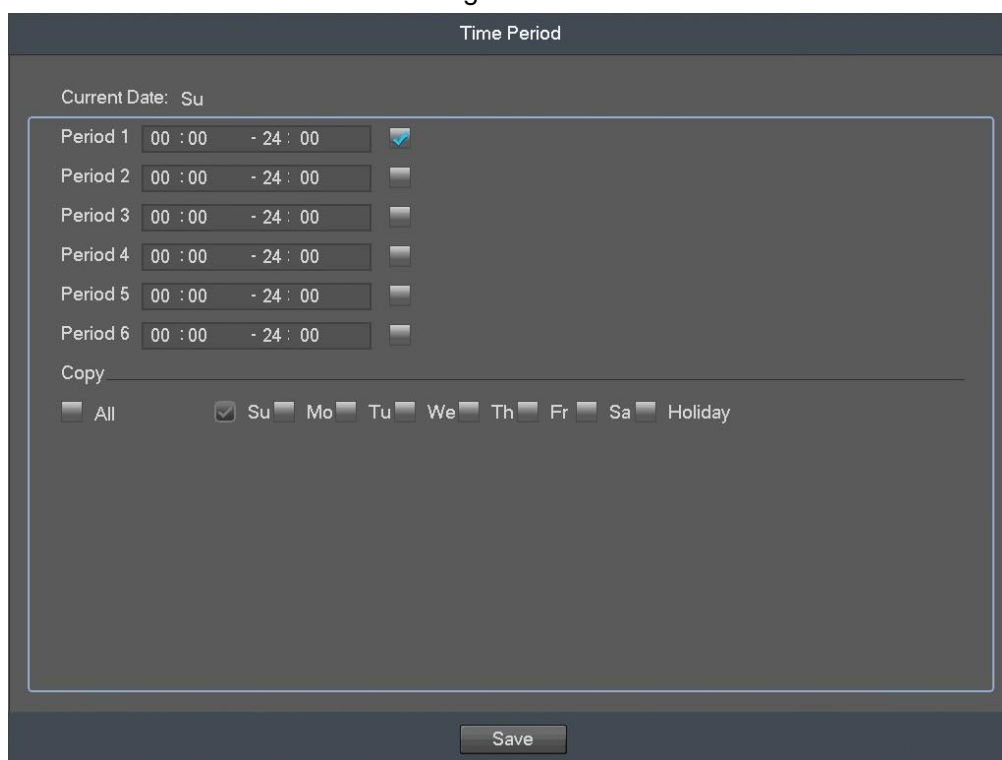 Time Period
Current Date: Su
Period 1 00 :00 - 24 : 00
Period 2 00 :00 - 24 : 00
Period 3 00 :00 - 24 : 00
Period 4 00 :00 - 24 : 00
Period 5 00 :00 - 24 : 00
Period 6 00 :00 - 24 : 00
Copy
All Su Mo Tu We Th Fr Sa Holiday
Save